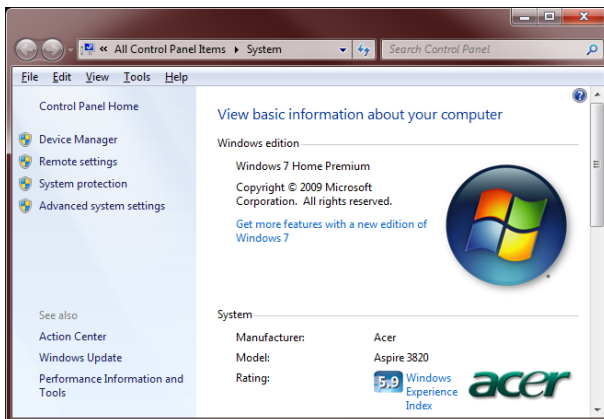 « All Control Panel Items ▸ System
Search Control Panel
File Edit View Tools Help
Control Panel Home
Device Manager
Remote settings
System protection
Advanced system settings
See also
Action Center
Windows Update
Performance Information and
Tools
View basic information about your computer
Windows edition
Windows 7 Home Premium
Copyright © 2009 Microsoft
Corporation. All rights reserved.
Get more features with a new edition of
Windows 7
System
Manufacturer: Acer
Model: Aspire 3820
Rating: 5,9 Windows
Experience
Index
acer